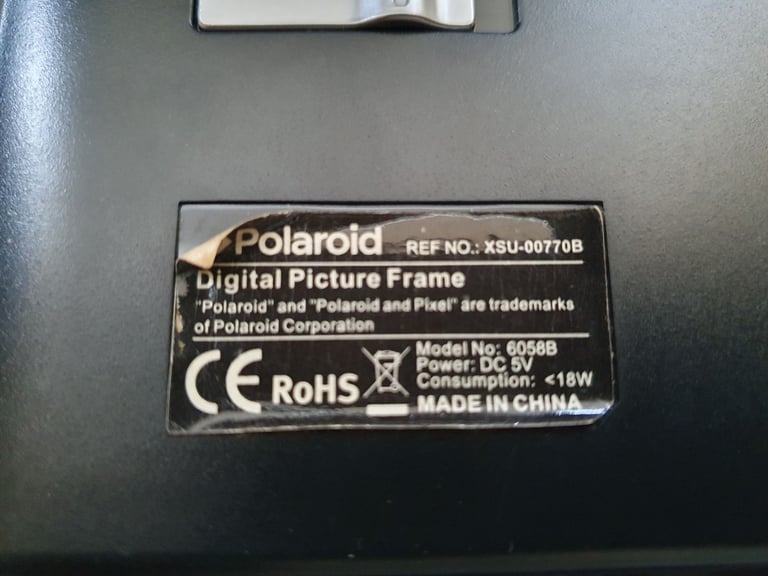 Polaroid REF NO.: XSU-00770B
Digital Picture Frame
"Polaroid" and "Polaroid and Pixel" are trademarks
of Polaroid Corporation
CE RoHS
Model No: 6058B
Power: DC 5V
Consumption: <18W
MADE IN CHINA